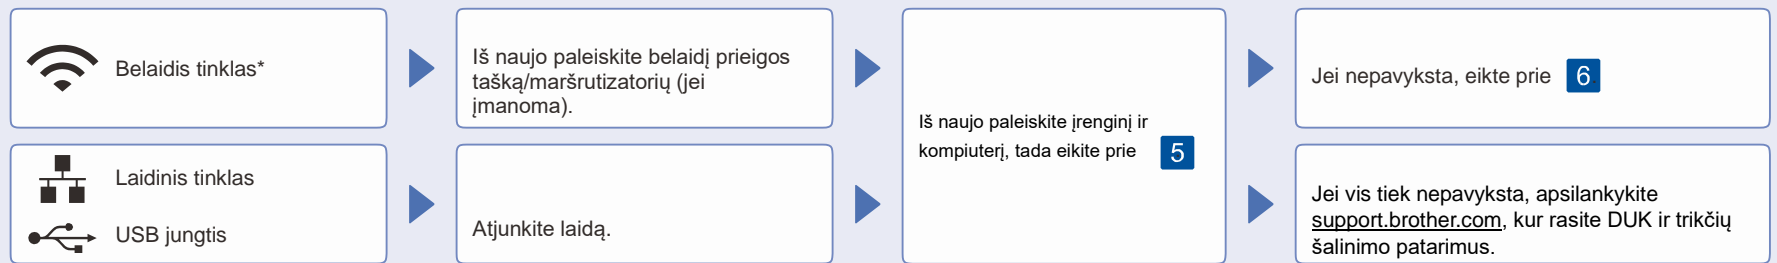 Belaidis tinklas*
Iš naujo paleiskite belaidį prieigos
tašką/maršrutizatorių (jei
įmanoma).
Iš naujo paleiskite įrenginį ir
kompiuterį, tada eikite prie 5
Jei nepavyksta, eikte prie 6
Laidinis tinklas
USB jungtis
Atjunkite laidą.
Jei vis tiek nepavyksta, apsilankykite
support.brother.com, kur rasite DUK ir trikčių
šalinimo patarimus.